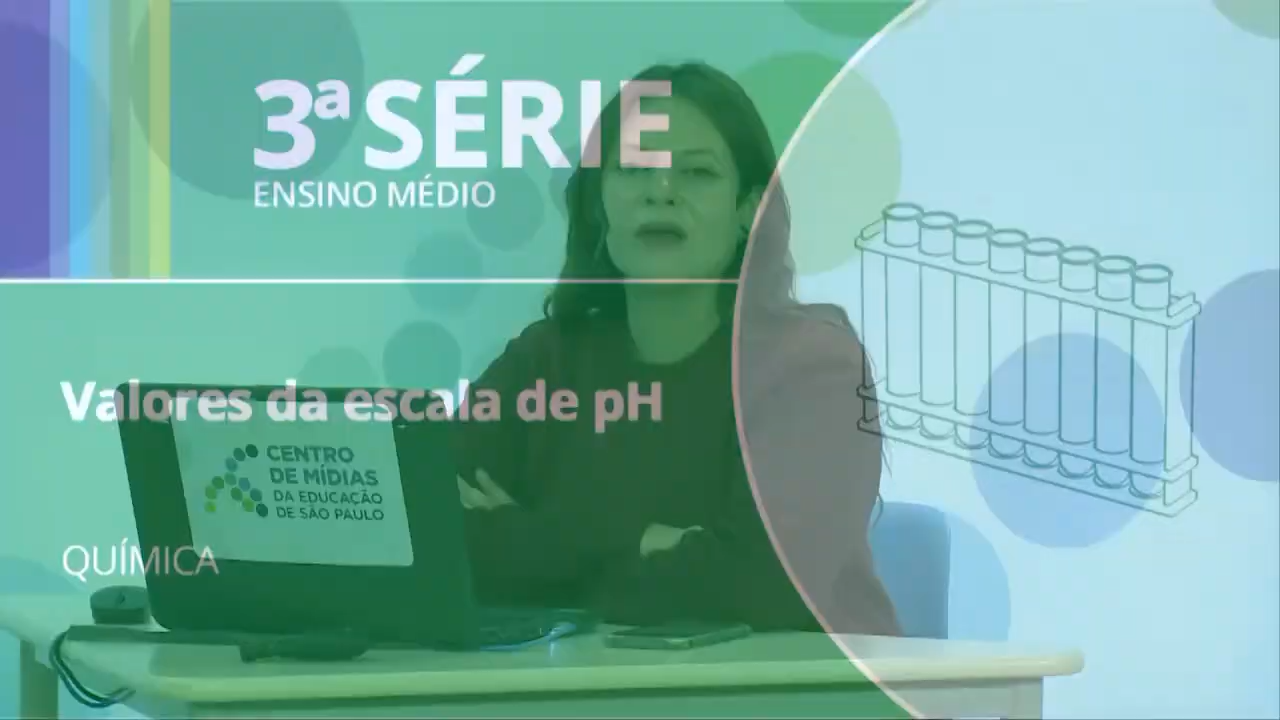 3ª SÉRIE
ENSINO MÉDIO
Valores da escala de pH
CENTRO
DE MÍDIAS
DA EDUCAÇÃO
DE SÃO PAULO
QUÍMICA